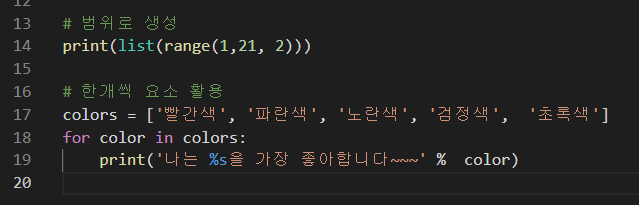 12
13 # 범위로 생성
14 print(list(range(1,21, 2)))
15
16 # 한개씩 요소 활용
17 colors = ['빨간색', '파란색', '노란색', '검정색',  '초록색']
18 for color in colors:
19     print('나는 %s을 가장 좋아합니다~~~' %  color)
20